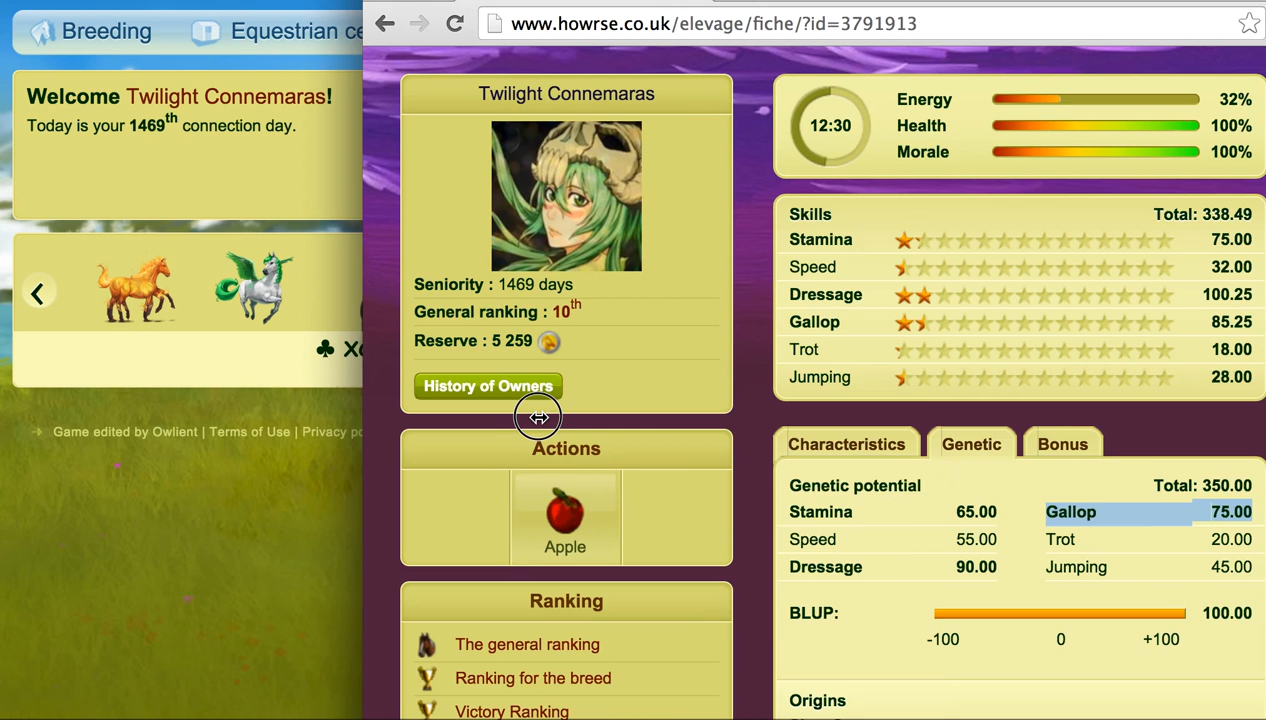 Breeding
Equestrian ce
Welcome Twilight Connemaras!
Today is your 1469th connection day.
♣ X
Game edited by Owlient | Terms of Use | Privacy po
www.howrse.co.uk/elevage/fiche/?id=3791913
Twilight Connemaras
Seniority : 1469 days
General ranking : 10th
Reserve : 5 259
History of Owners
Actions
Apple
Ranking
The general ranking
Ranking for the breed
Victory Ranking
12:30
Energy 32%
Health 100%
Morale 100%
Skills Total: 338.49
Stamina 75.00
Speed 32.00
Dressage 100.25
Gallop 85.25
Trot 18.00
Jumping 28.00
Characteristics
Genetic
Bonus
Genetic potential Total: 350.00
Stamina 65.00 Gallop 75.00
Speed 55.00 Trot 20.00
Dressage 90.00 Jumping 45.00
BLUP: 100.00
-100 0 +100
Origins